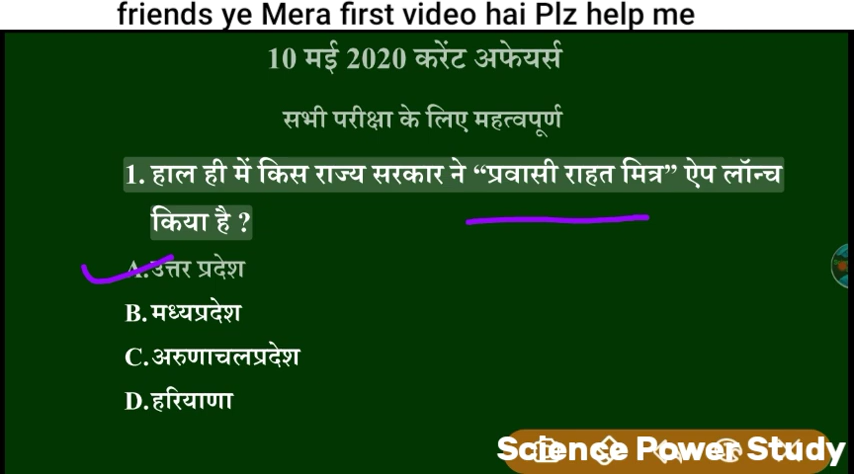 friends ye Mera first video hai Plz help me
10 मई 2020 करेंट अफेयर्स
सभी परीक्षा के लिए महत्वपूर्ण
1. हाल ही में किस राज्य सरकार ने “प्रवासी राहत मित्र” ऐप लॉन्च
किया है ?
A.उत्तर प्रदेश
B.मध्यप्रदेश
C.अरुणाचलप्रदेश
D.हरियाणा
Science Power Study